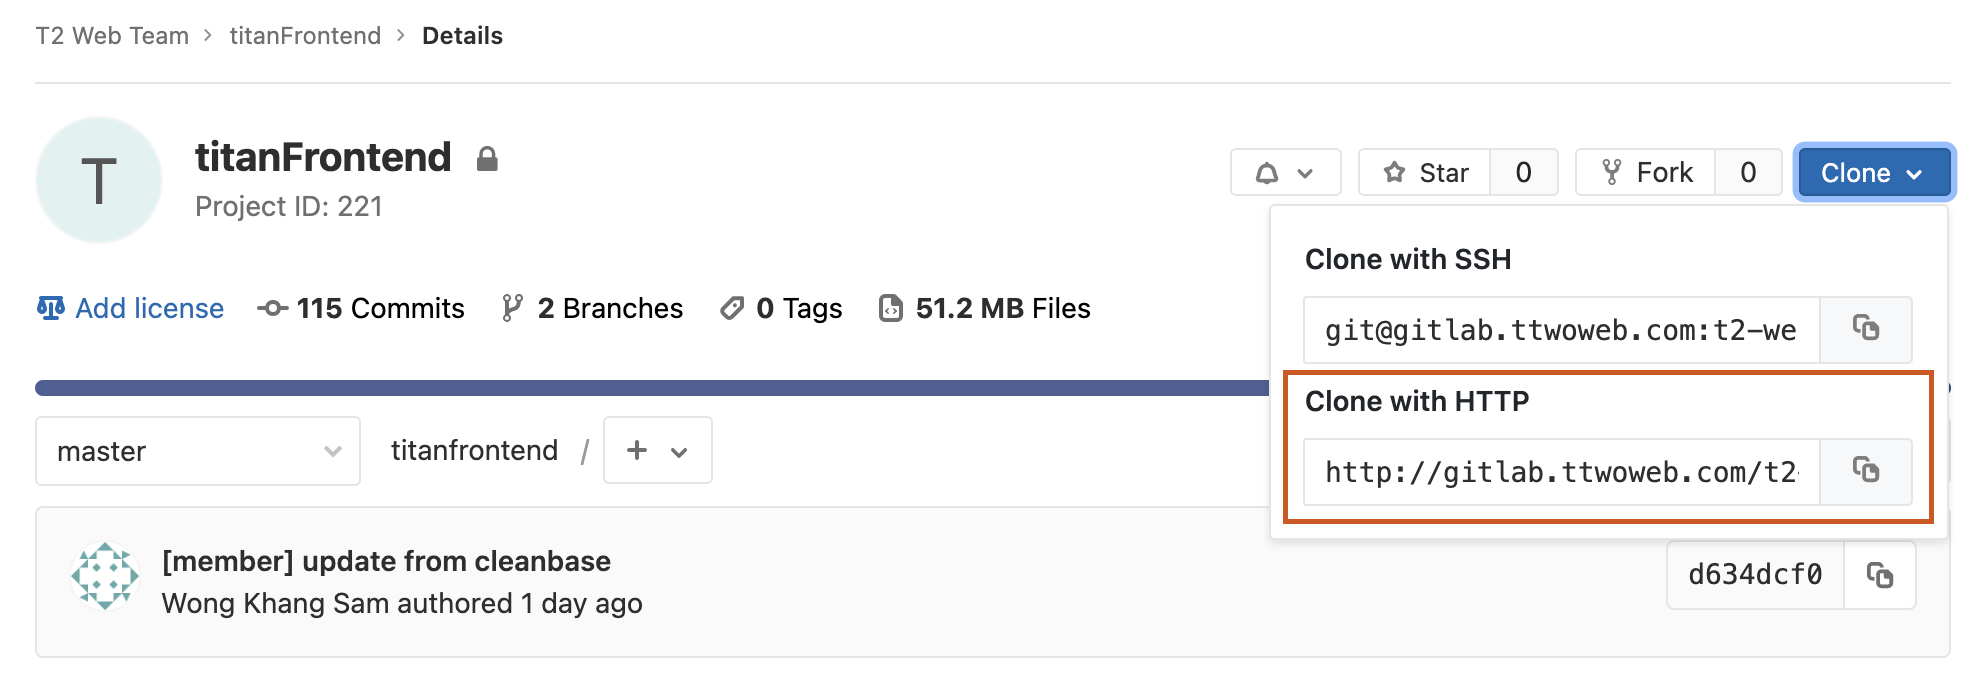 T2 Web Team > titanFrontend > Details
T
titanFrontend
Project ID: 221
Star 0
Fork 0
Clone
Add license
115 Commits
2 Branches
0 Tags
51.2 MB Files
Clone with SSH
git@gitlab.ttwoweb.com:t2-we
Clone with HTTP
http://gitlab.ttwoweb.com/t2-
master
titanfrontend / +
[member] update from cleanbase
Wong Khang Sam authored 1 day ago
d634dcf0